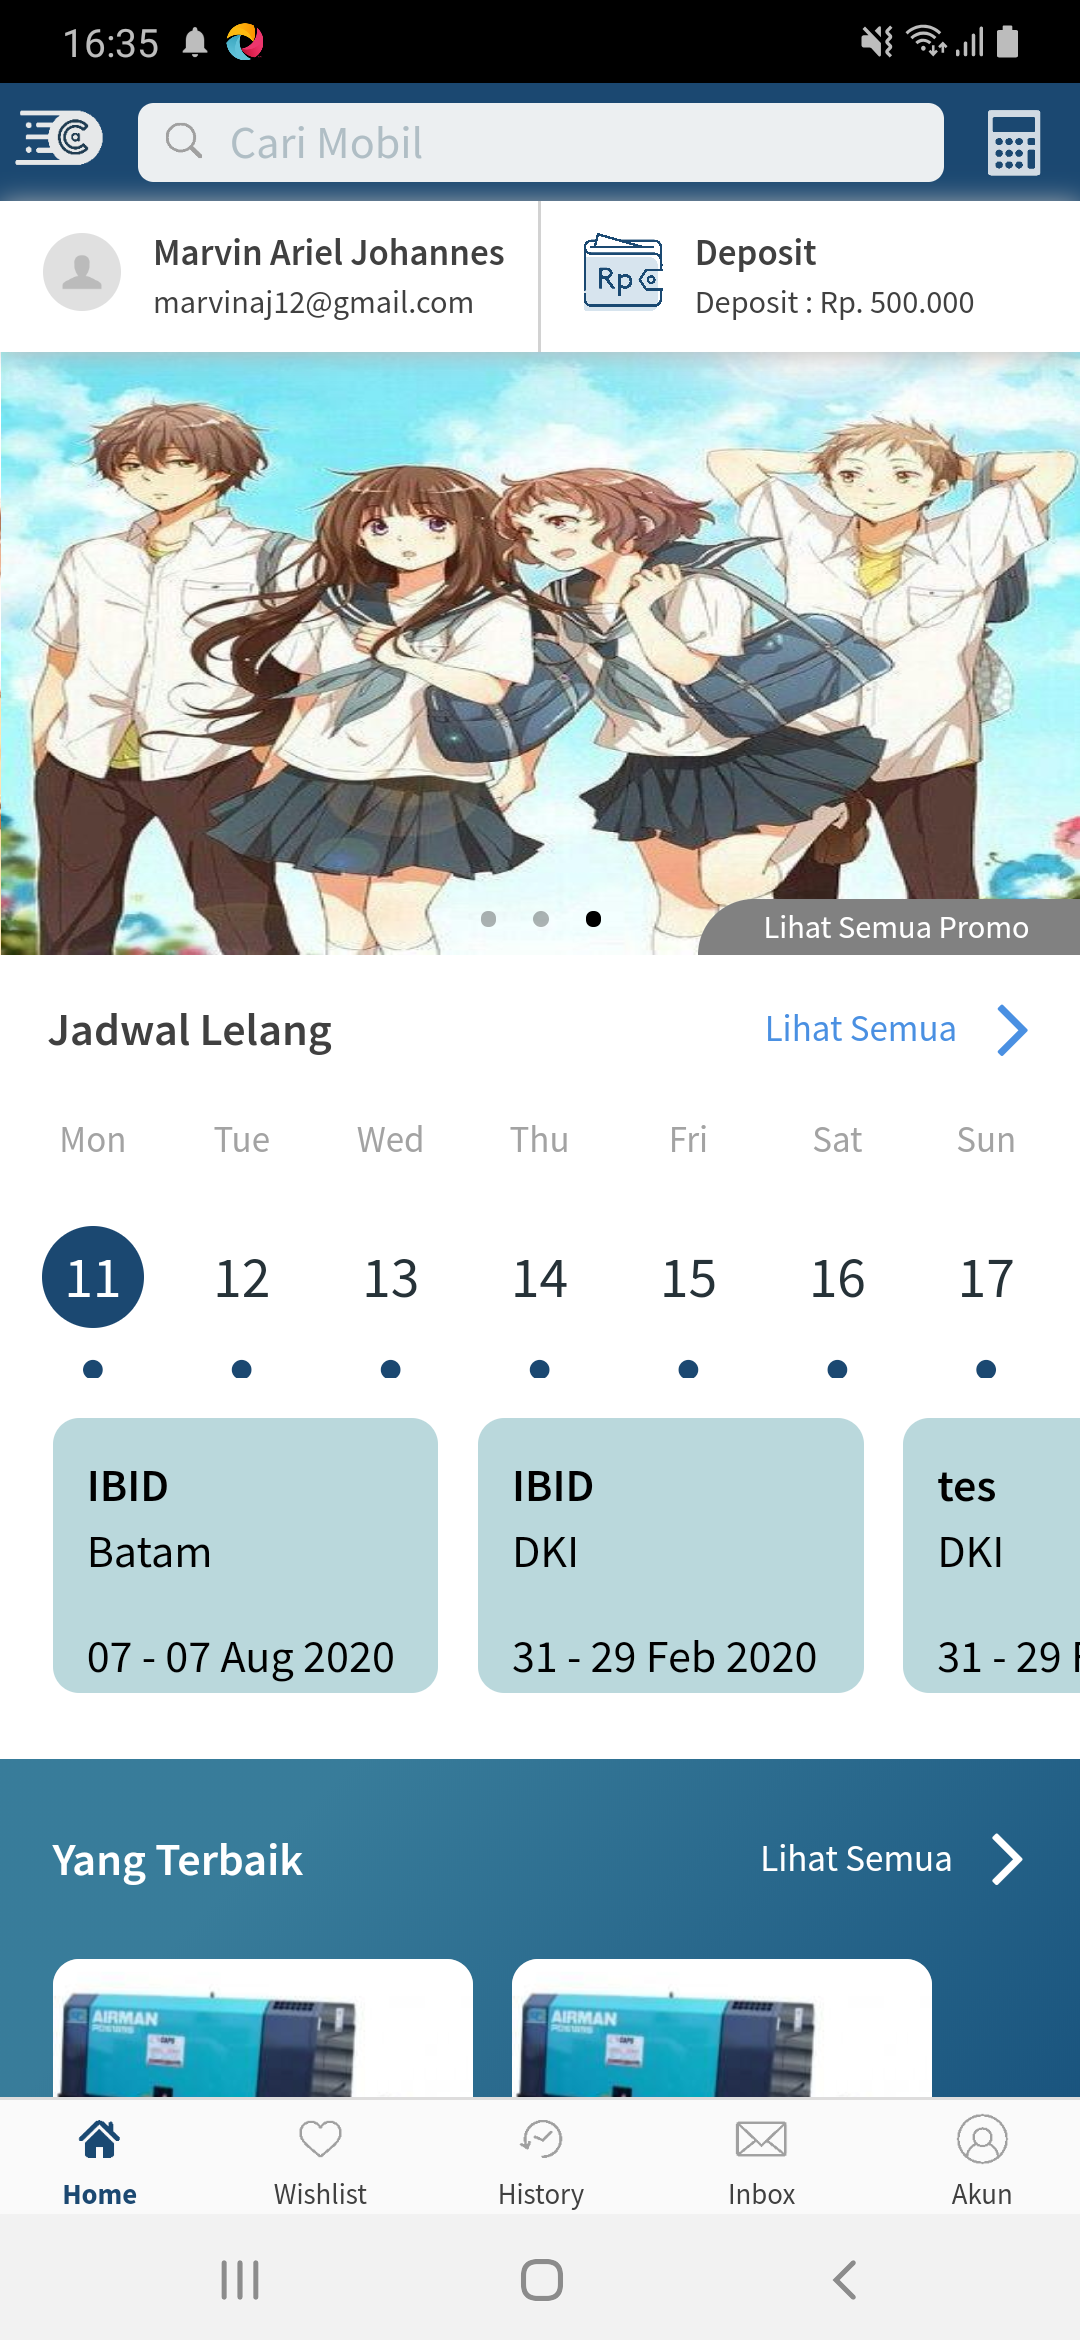 16:35
Cari Mobil
Marvin Ariel Johannes
marvinaj12@gmail.com
Rp
Deposit
Deposit : Rp. 500.000
Lihat Semua Promo
Jadwal Lelang
Lihat Semua
Mon Tue Wed Thu Fri Sat Sun
11 12 13 14 15 16 17
IBID
Batam
07 - 07 Aug 2020
IBID
DKI
31 - 29 Feb 2020
tes
DKI
31 - 29
Yang Terbaik
Lihat Semua
AIRMAN
AIRMAN
Home
Wishlist
History
Inbox
Akun